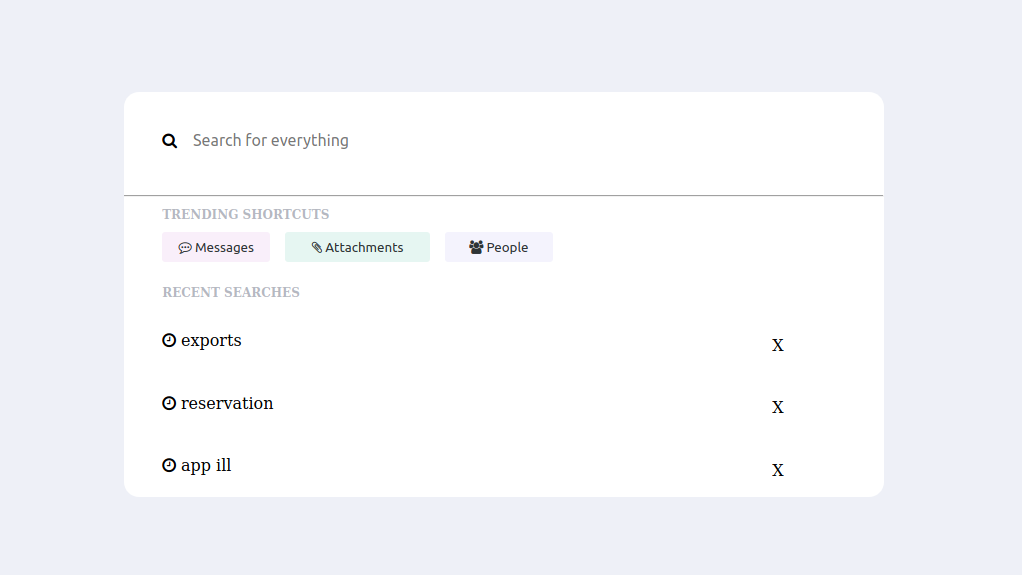 Search for everything
TRENDING SHORTCUTS
Messages Attachments People
RECENT SEARCHES
exports X
reservation X
app ill X